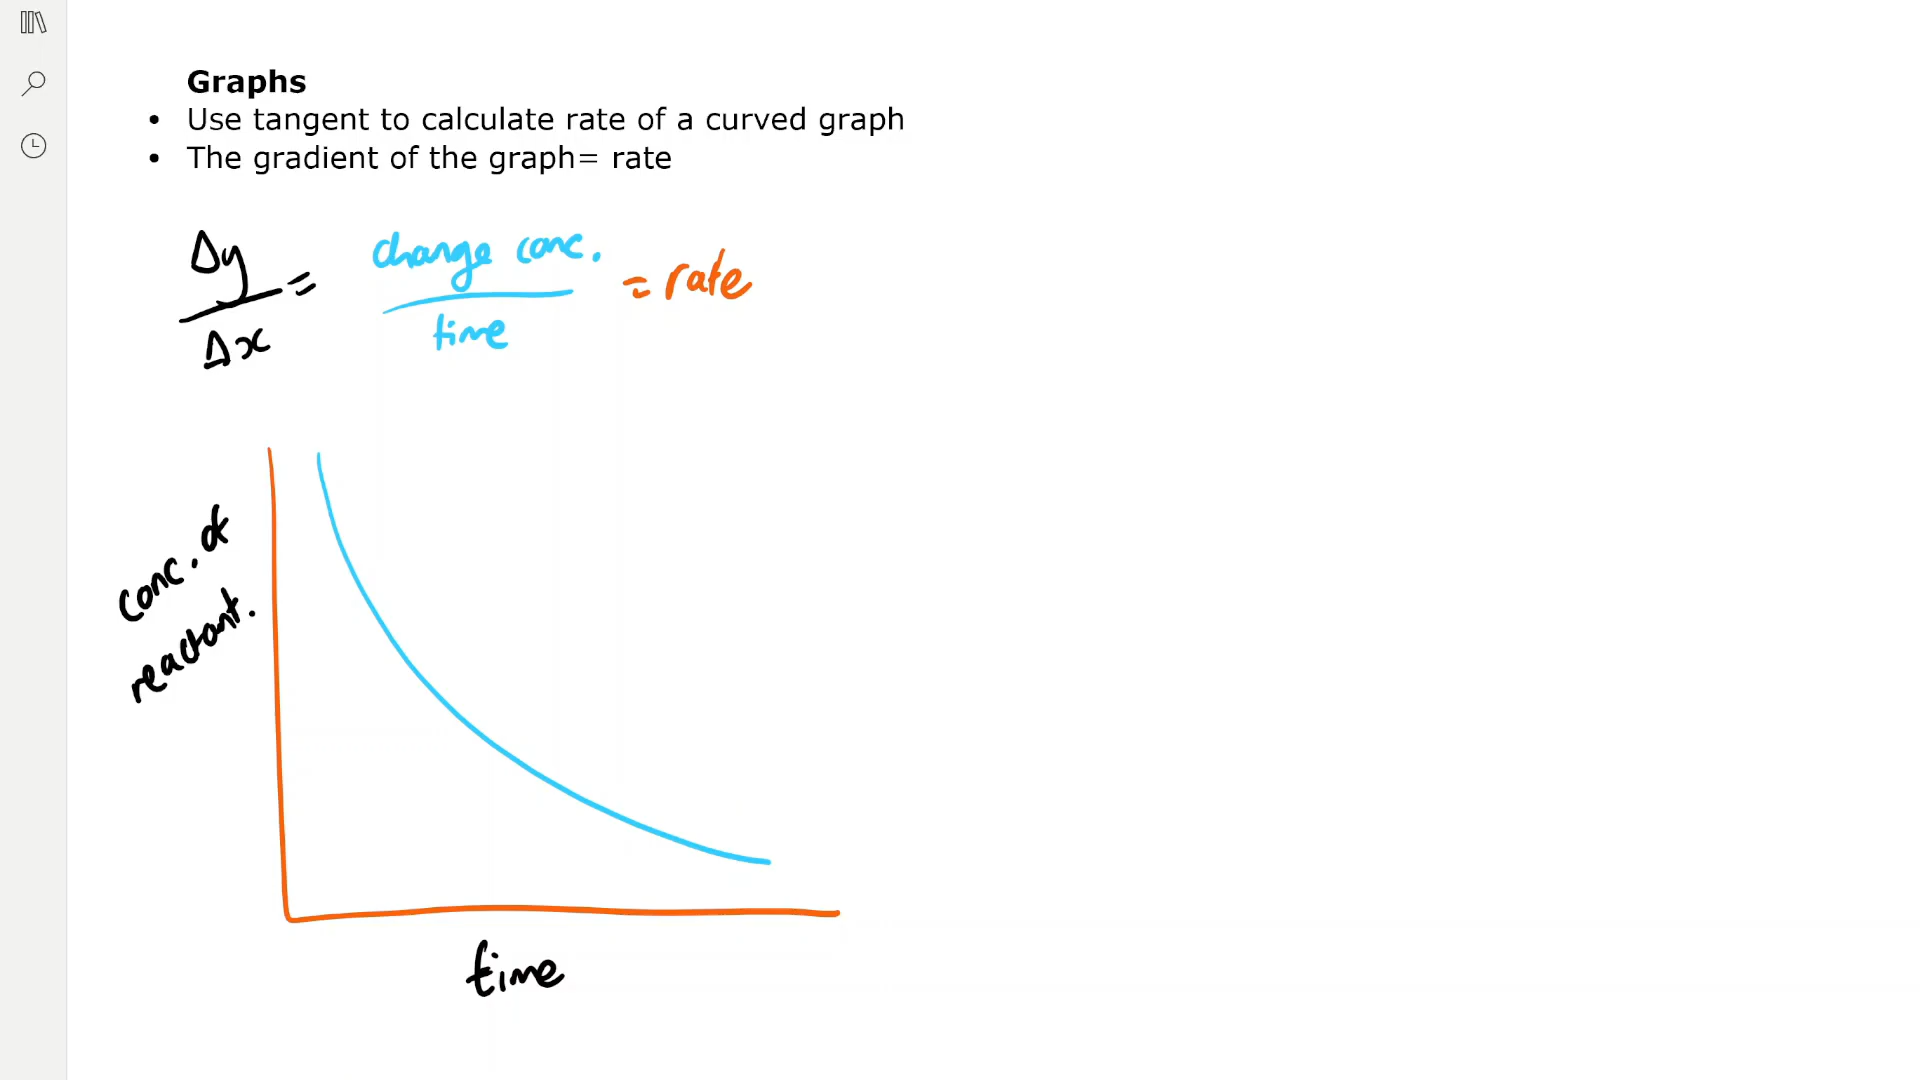 Graphs
• Use tangent to calculate rate of a curved graph
• The gradient of the graph= rate
Δy = change conc. = rate
Δx time
conc. of
reactant.
time